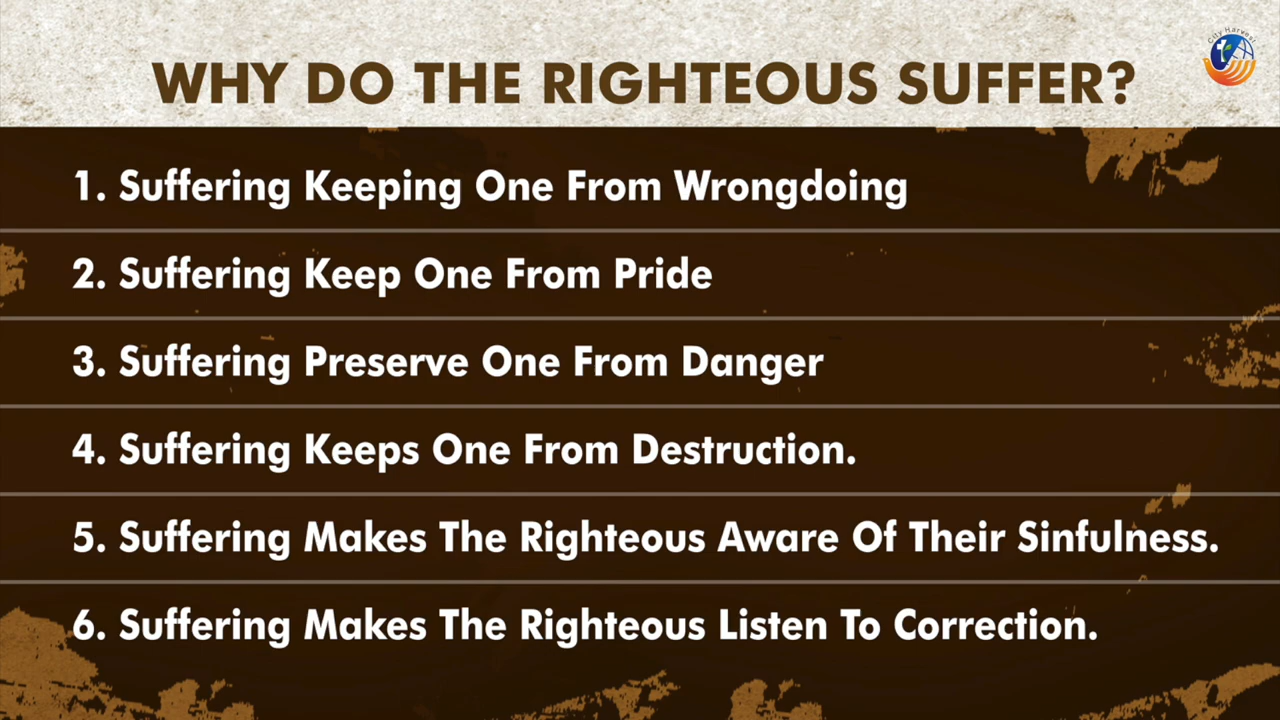 City Harvest
WHY DO THE RIGHTEOUS SUFFER?
1. Suffering Keeping One From Wrongdoing
2. Suffering Keep One From Pride
3. Suffering Preserve One From Danger
4. Suffering Keeps One From Destruction.
5. Suffering Makes The Righteous Aware Of Their Sinfulness.
6. Suffering Makes The Righteous Listen To Correction.